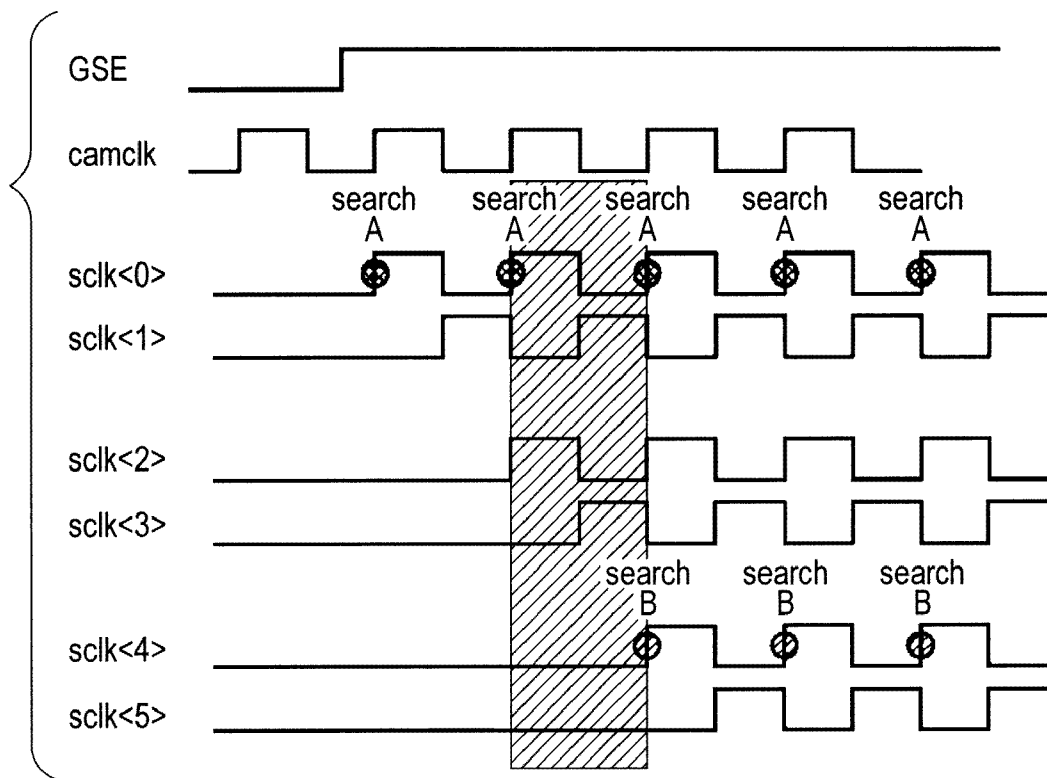 GSE
camclk
search search search search search
A A A A A
sclk<0>
sclk<1>
sclk<2>
sclk<3>
search search search
B B B
sclk<4>
sclk<5>